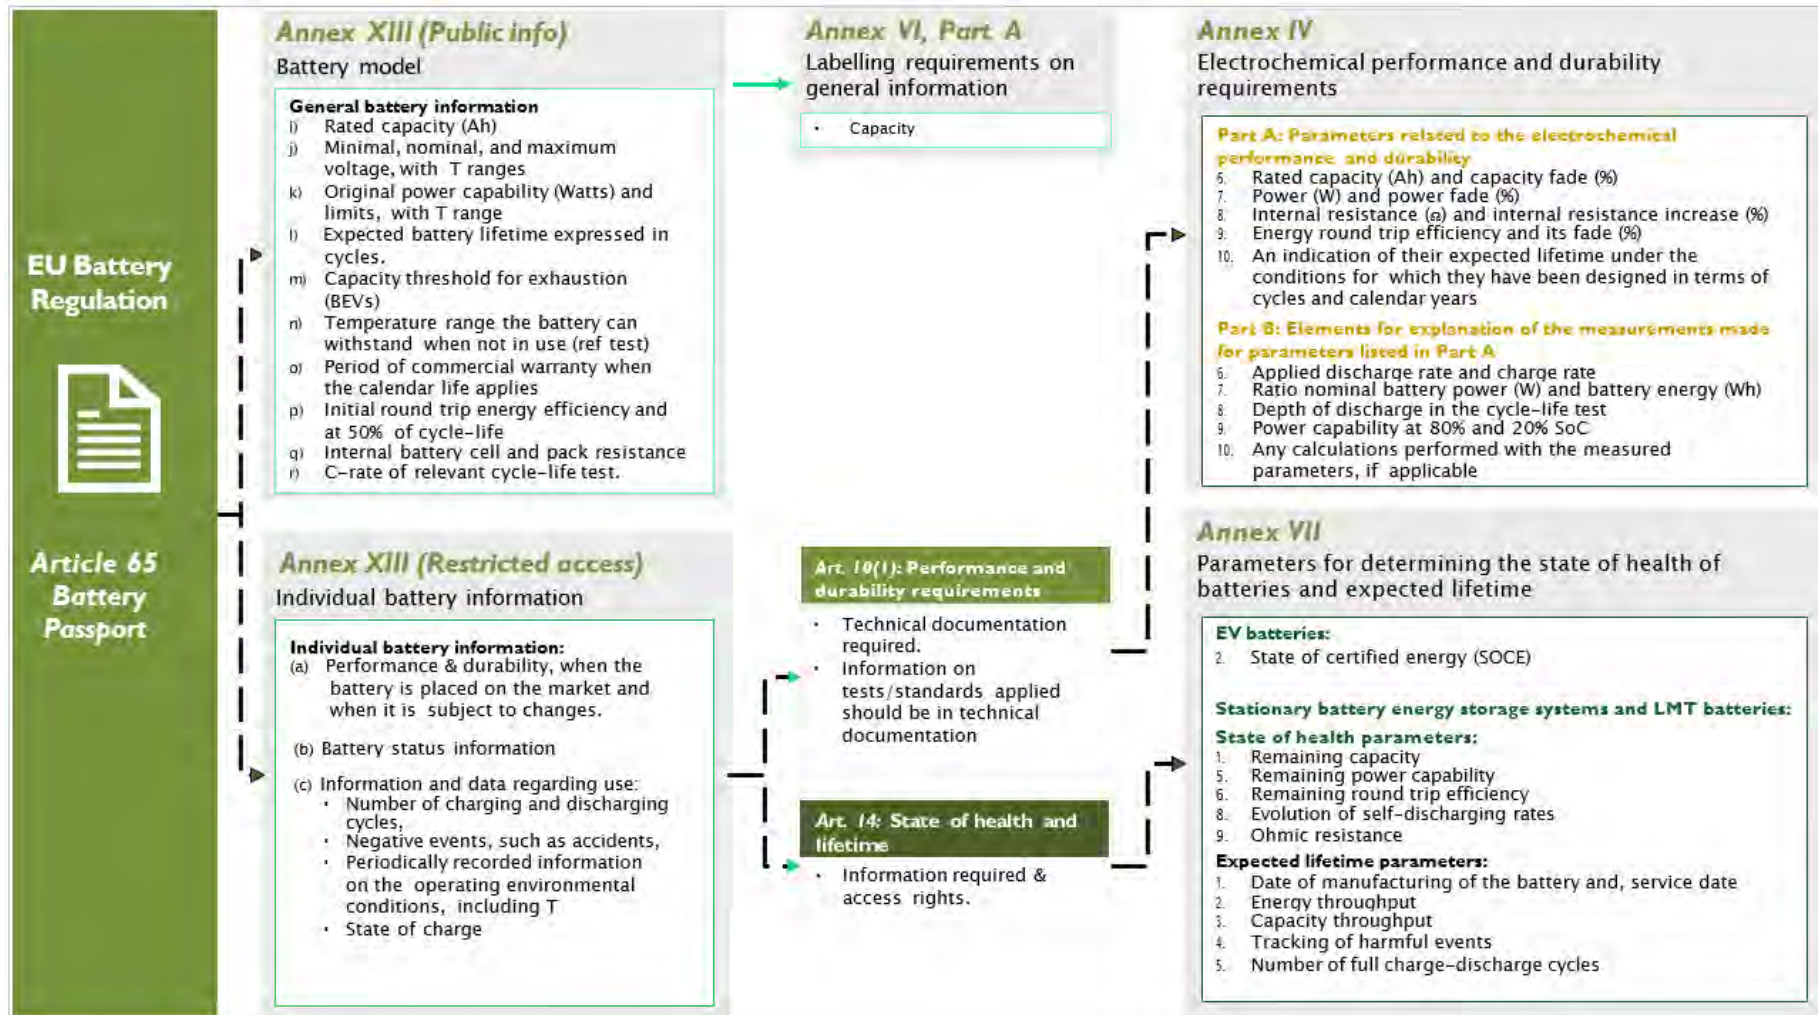 EU Battery
Regulation
Article 65
Battery
Passport
Annex XIII (Public info)
Battery model
General battery information
i) Rated capacity (Ah)
j) Minimal, nominal, and maximum
voltage, with T ranges
k) Original power capability (Watts) and
limits, with T range
l) Expected battery lifetime expressed in
cycles.
m) Capacity threshold for exhaustion
(BEVs)
n) Temperature range the battery can
withstand when not in use (ref test)
o) Period of commercial warranty when
the calendar life applies
p) Initial round trip energy efficiency and
at 50% of cycle-life
q) Internal battery cell and pack resistance
r) C-rate of relevant cycle-life test.
Annex XIII (Restricted access)
Individual battery information
Individual battery information:
(a) Performance & durability, when the
battery is placed on the market and
when it is subject to changes.
(b) Battery status information
(c) Information and data regarding use:
· Number of charging and discharging
cycles,
· Negative events, such as accidents,
· Periodically recorded information
on the operating environmental
conditions, including T
· State of charge
Annex VI, Part A
Labelling requirements on
general information
· Capacity
Art. 10(1): Performance and
durability requirements
· Technical documentation
required.
· Information on
tests/standards applied
should be in technical
documentation
Art. 14: State of health and
lifetime
· Information required &
access rights.
Annex IV
Electrochemical performance and durability
requirements
Part A: Parameters related to the electrochemical
performance and durability
6. Rated capacity (Ah) and capacity fade (%)
7. Power (W) and power fade (%)
8. Internal resistance (Ω) and internal resistance increase (%)
9. Energy round trip efficiency and its fade (%)
10. An indication of their expected lifetime under the
conditions for which they have been designed in terms of
cycles and calendar years
Part B: Elements for explanation of the measurements made
for parameters listed in Part A
6. Applied discharge rate and charge rate
7. Ratio nominal battery power (W) and battery energy (Wh)
8. Depth of discharge in the cycle-life test
9. Power capability at 80% and 20% SoC
10. Any calculations performed with the measured
parameters, if applicable
Annex VII
Parameters for determining the state of health of
batteries and expected lifetime
EV batteries:
2. State of certified energy (SOCE)
Stationary battery energy storage systems and LMT batteries:
State of health parameters:
1. Remaining capacity
5. Remaining power capability
6. Remaining round trip efficiency
8. Evolution of self-discharging rates
9. Ohmic resistance
Expected lifetime parameters:
1. Date of manufacturing of the battery and, service date
2. Energy throughput
3. Capacity throughput
4. Tracking of harmful events
5. Number of full charge-discharge cycles